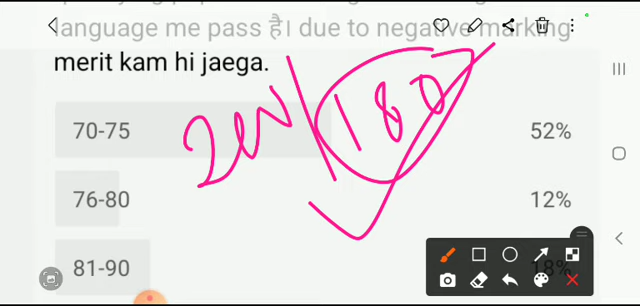 language me pass है। due to negative marking
merit kam hi jaega.
70-75 52%
180
76-80 12%
81-90 18%